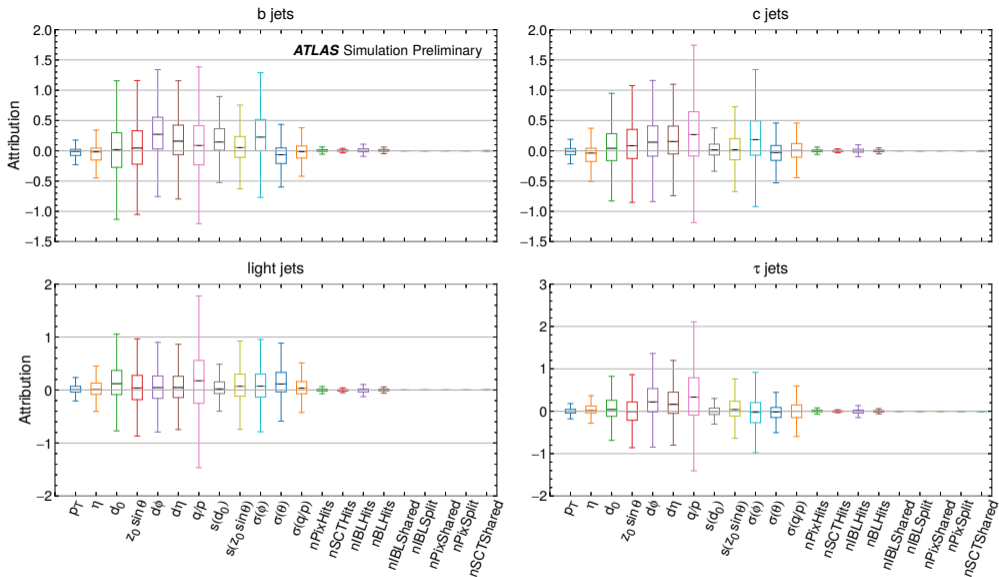 b jets
c jets
ATLAS Simulation Preliminary
Attribution
2.0
1.5
1.0
0.5
0.0
−0.5
−1.0
−1.5
2.0
1.5
1.0
0.5
0.0
−0.5
−1.0
−1.5
light jets
τ jets
Attribution
2
1
0
−1
−2
3
2
1
0
−1
−2
pT
η
d0
z0 sinθ
dϕ
dη
q/p
s(d0)
s(z0 sinθ)
σ(ϕ)
σ(θ)
σ(q/p)
nPixHits
nSCTHits
nIBLHits
nBLHits
nIBLShared
nIBLSplit
nPixShared
nPixSplit
nSCTShared
pT
η
d0
z0 sinθ
dϕ
dη
q/p
s(d0)
s(z0 sinθ)
σ(ϕ)
σ(θ)
σ(q/p)
nPixHits
nSCTHits
nIBLHits
nBLHits
nIBLShared
nIBLSplit
nPixShared
nPixSplit
nSCTShared